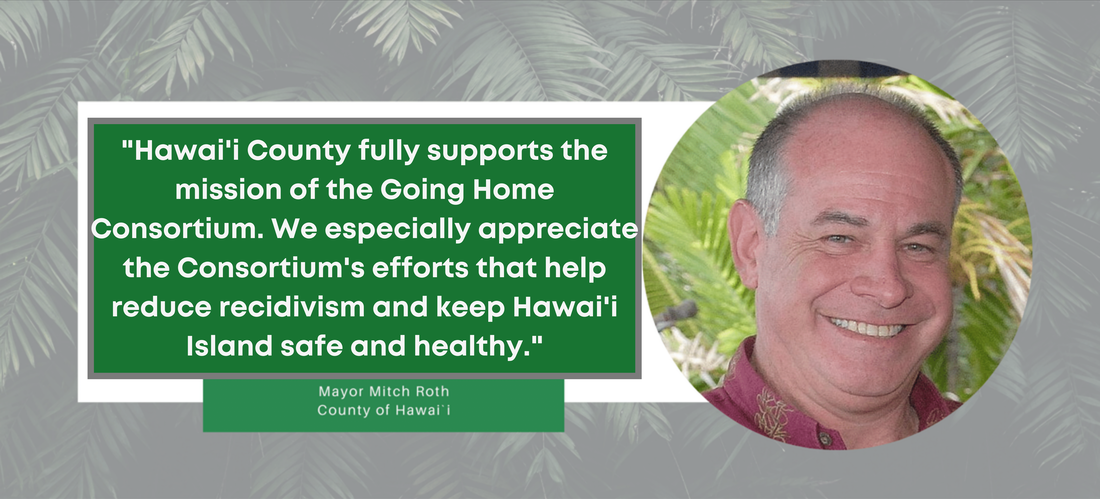 "Hawai'i County fully supports the
mission of the Going Home
Consortium. We especially appreciate
the Consortium's efforts that help
reduce recidivism and keep Hawai'i
Island safe and healthy."
Mayor Mitch Roth
County of Hawai`i